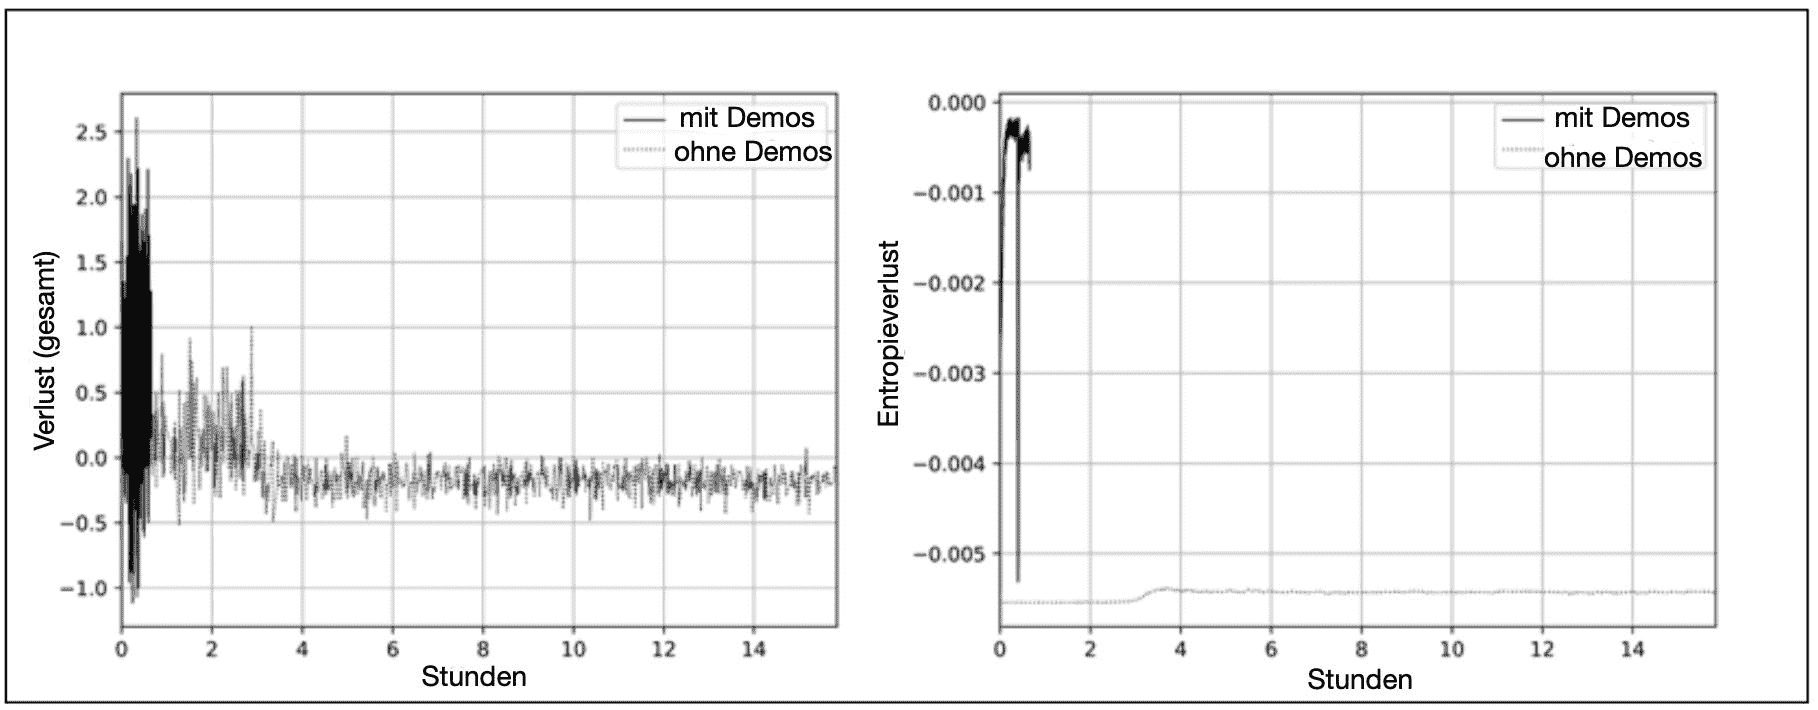 mit Demos
ohne Demos
2.5
2.0
1.5
1.0
0.5
0.0
−0.5
−1.0
Verlust (gesamt)
0 2 4 6 8 10 12 14
Stunden
mit Demos
ohne Demos
0.000
−0.001
−0.002
−0.003
−0.004
−0.005
Entropieverlust
0 2 4 6 8 10 12 14
Stunden